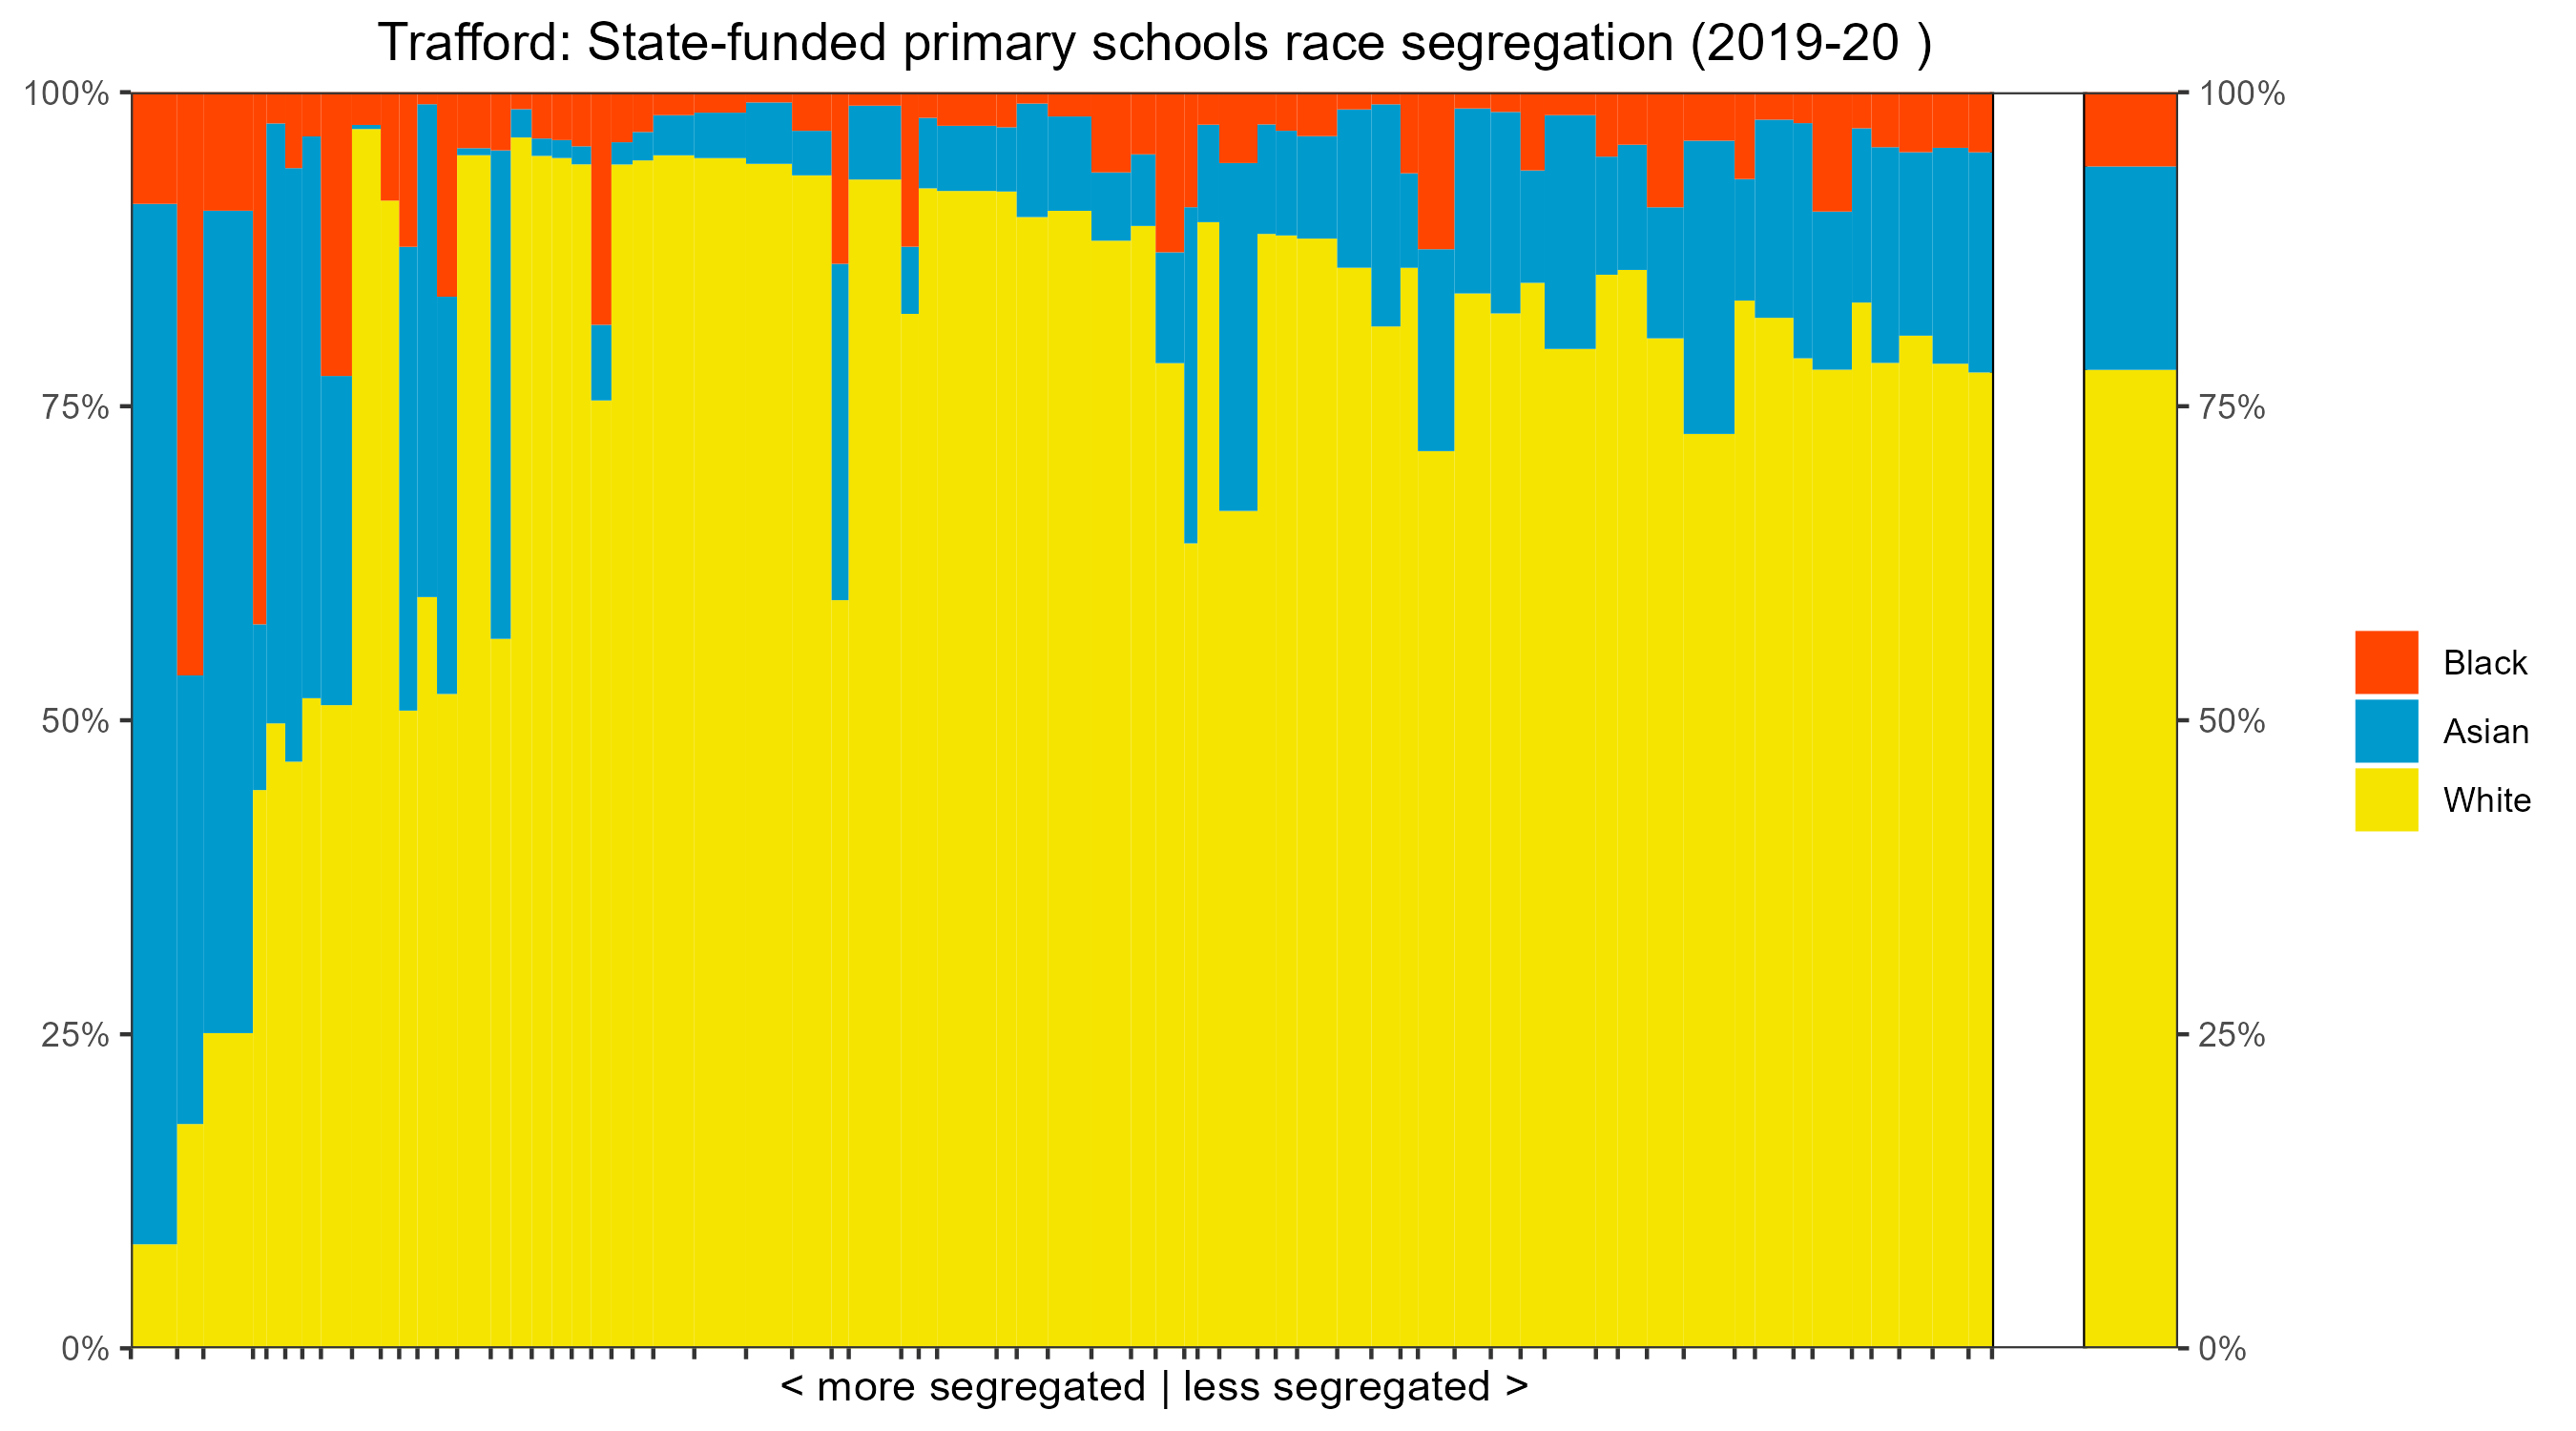 Trafford: State-funded primary schools race segregation (2019-20 )
100%
75%
50%
25%
0%
100%
75%
50%
25%
0%
Black
Asian
White
< more segregated | less segregated >